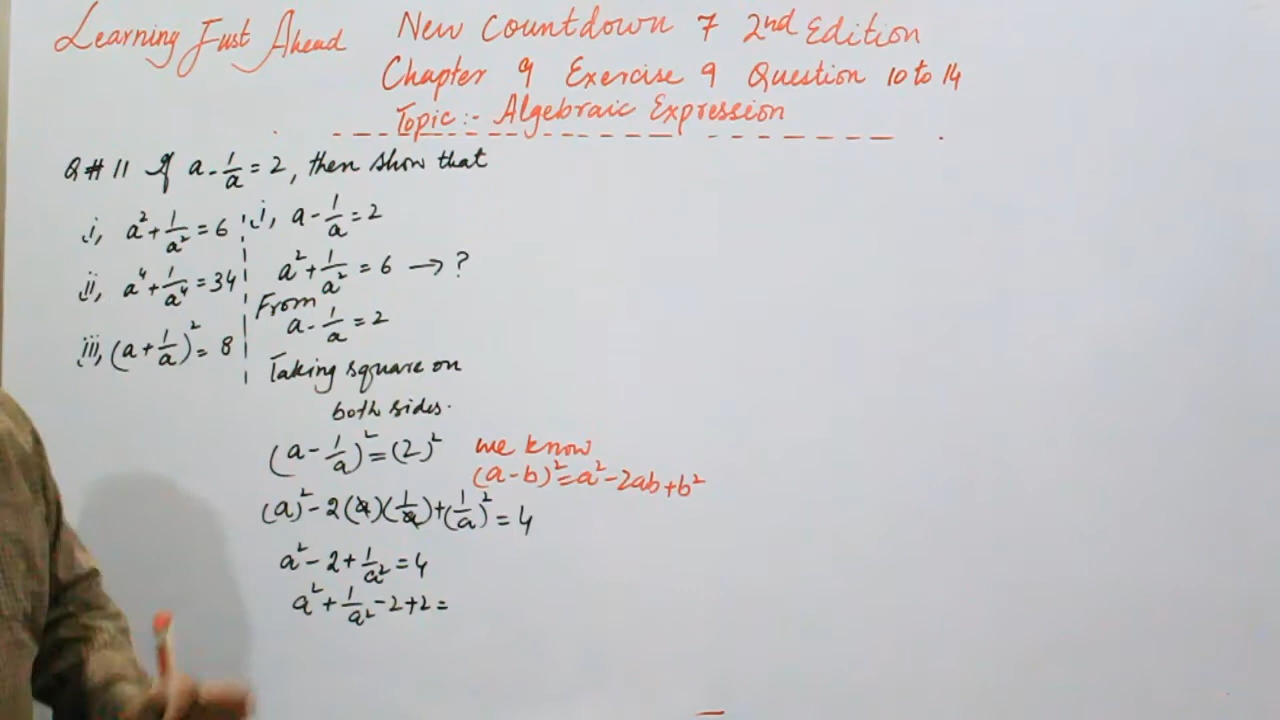 Learning Just Ahead
New Countdown 7 2nd Edition
Chapter 9 Exercise 9 Question 10 to 14
Topic:- Algebraic Expression
Q # 11 If a - 1/a = 2, then show that
i, a² + 1/a² = 6
ii, a⁴ + 1/a⁴ = 34
iii, (a + 1/a)² = 8
i, a - 1/a = 2
a² + 1/a² = 6 → ?
From
a - 1/a = 2
Taking square on
both sides.
(a - 1/a)² = (2)²
we know
(a-b)² = a² - 2ab + b²
(a)² - 2(a)(1/a) + (1/a)² = 4
a² - 2 + 1/a² = 4
a² + 1/a² - 2 + 2 =